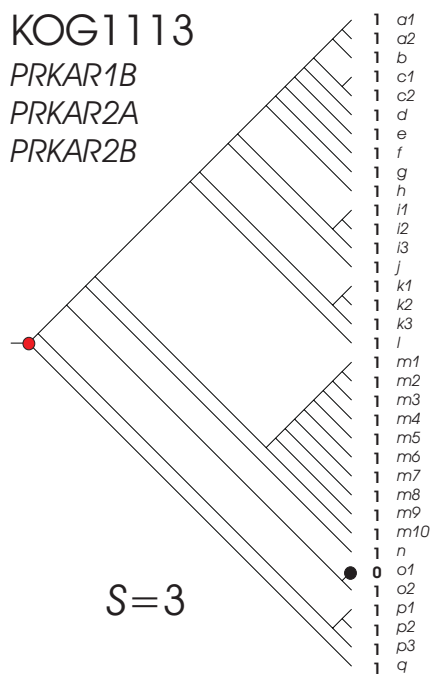 KOG1113
PRKAR1B
PRKAR2A
PRKAR2B
1 a1
1 a2
1 b
1 c1
1 c2
1 d
1 e
1 f
1 g
1 h
1 i1
1 i2
1 i3
1 j
1 k1
1 k2
1 k3
1 l
1 m1
1 m2
1 m3
1 m4
1 m5
1 m6
1 m7
1 m8
1 m9
1 m10
1 n
0 o1
1 o2
1 p1
1 p2
1 p3
1 q
S=3